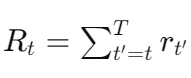 $R_t = \sum_{t'=t}^{T} r_{t'}$